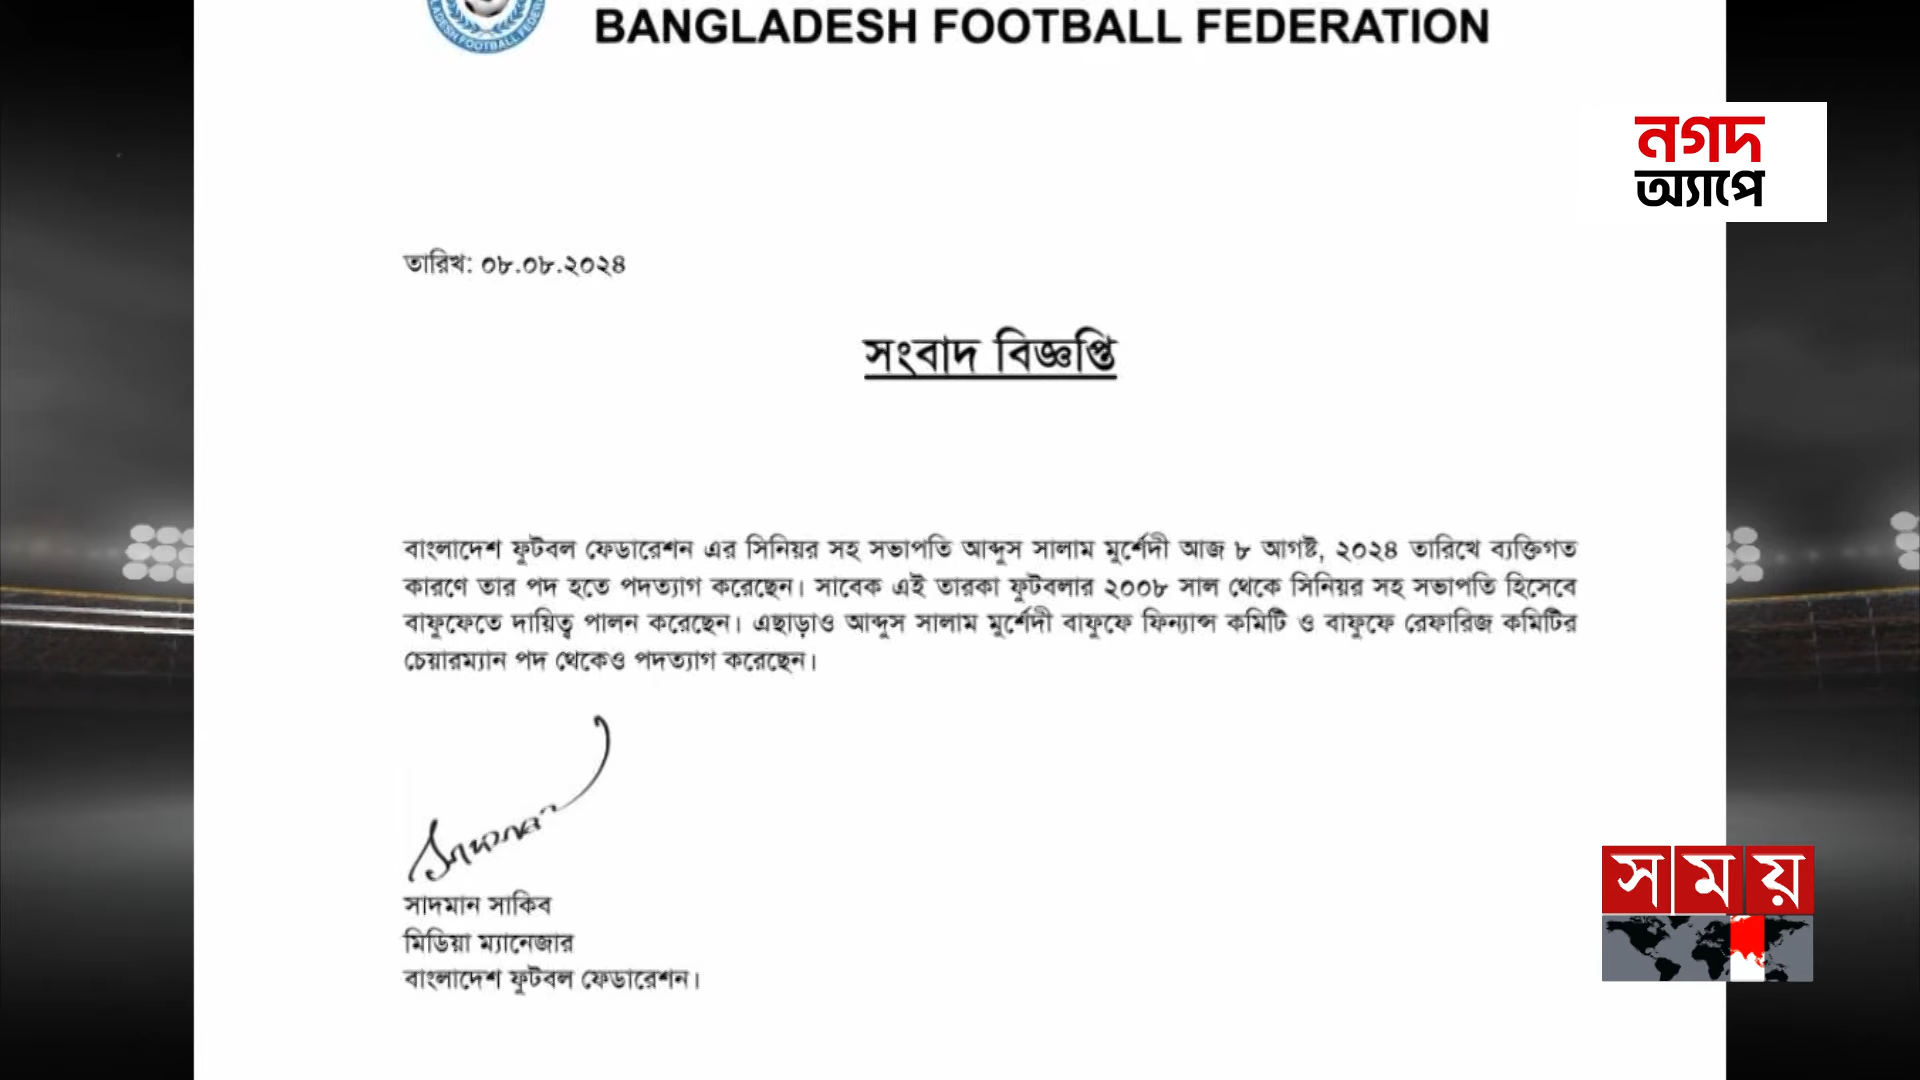 BANGLADESH FOOTBALL FEDERATION
নগদ
অ্যাপে
তারিখ: ০৮.০৮.২০২৪
সংবাদ বিজ্ঞপ্তি
বাংলাদেশ ফুটবল ফেডারেশন এর সিনিয়র সহ সভাপতি আব্দুস সালাম মুর্শেদী আজ ৮ আগষ্ট, ২০২৪ তারিখে ব্যক্তিগত
কারণে তার পদ হতে পদত্যাগ করেছেন। সাবেক এই তারকা ফুটবলার ২০০৮ সাল থেকে সিনিয়র সহ সভাপতি হিসেবে
বাফুফেতে দায়িত্ব পালন করেছেন। এছাড়াও আব্দুস সালাম মুর্শেদী বাফুফে ফিন্যান্স কমিটি ও বাফুফে রেফারিজ কমিটির
চেয়ারম্যান পদ থেকেও পদত্যাগ করেছেন।
সাদমান সাকিব
মিডিয়া ম্যানেজার
বাংলাদেশ ফুটবল ফেডারেশন।
সময়